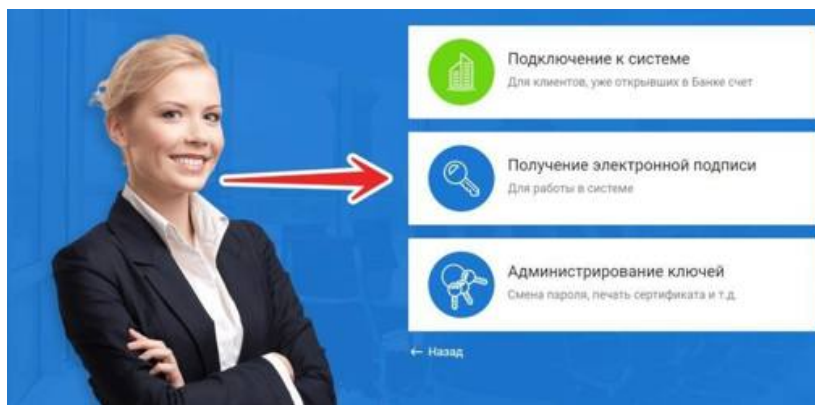 Подключение к системе
Для клиентов, уже открывших в Банке счет
Получение электронной подписи
Для работы в системе
Администрирование ключей
Смена пароля, печать сертификата и т.д.
← Назад